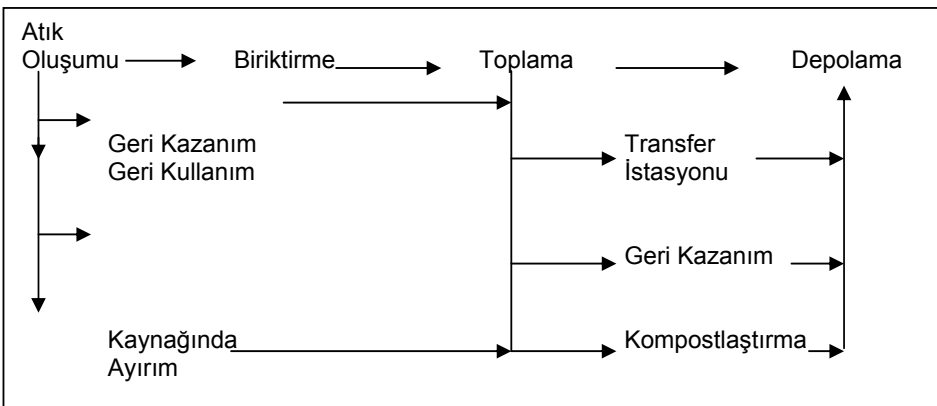 Atık
Oluşumu
Biriktirme
Toplama
Depolama
Geri Kazanım
Geri Kullanım
Transfer
İstasyonu
Geri Kazanım
Kaynağında
Ayırım
Kompostlaştırma